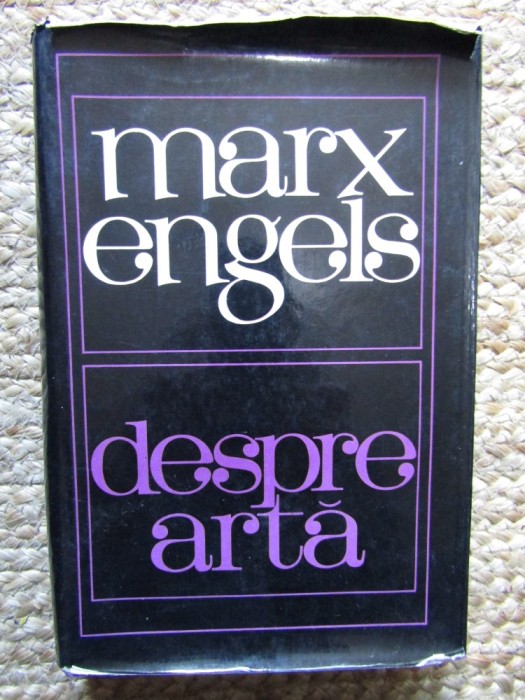 marx
engels
despre
artă